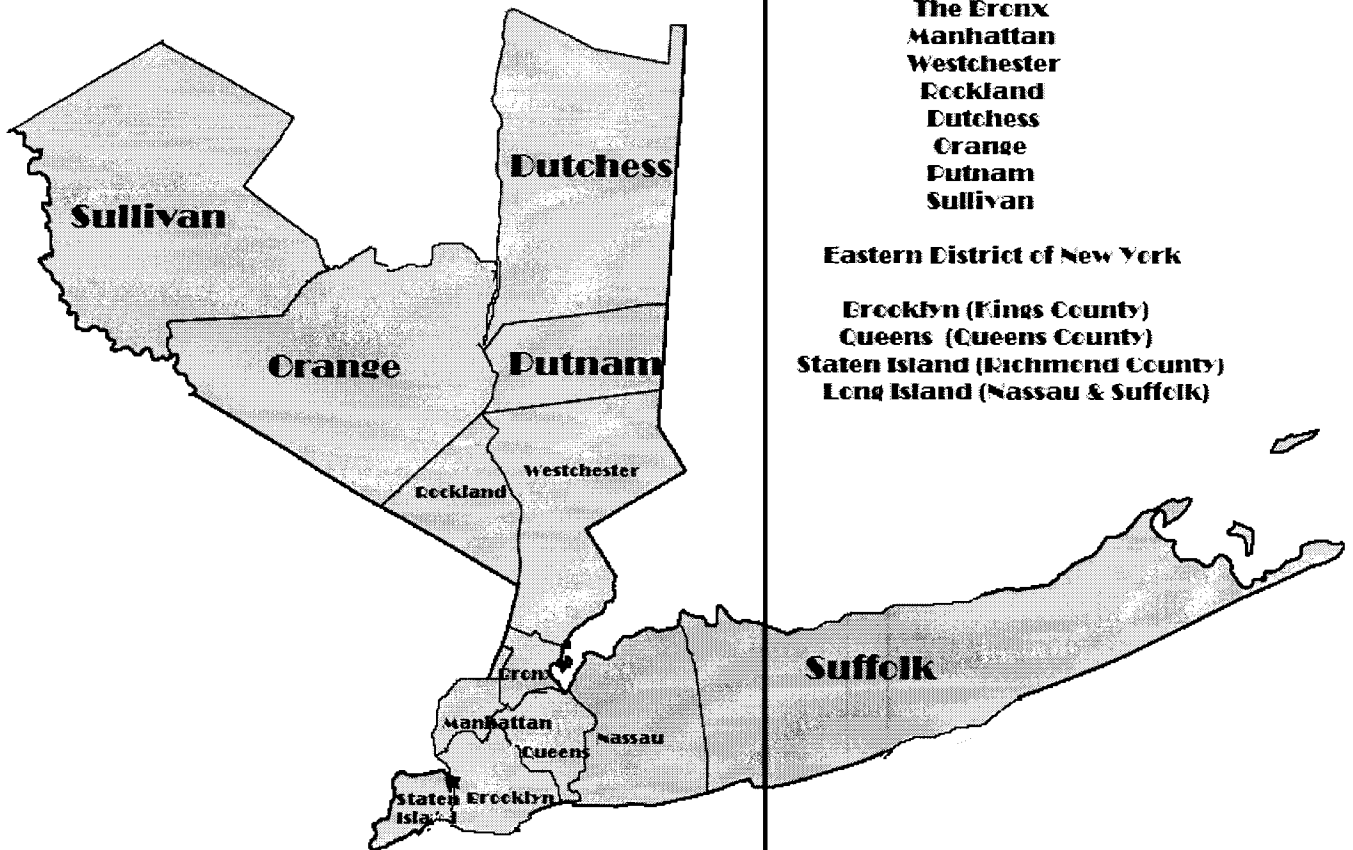 The Bronx
Manhattan
Westchester
Rockland
Dutchess
Orange
Putnam
Sullivan
Eastern District of New York
Brooklyn (Kings County)
Queens (Queens County)
Staten Island (Richmond County)
Long Island (Nassau & Suffolk)
Dutchess
Sullivan
Orange
Putnam
Westchester
Rockland
Bronx
Suffolk
Manhattan
Nassau
Queens
Staten
Island
Brooklyn